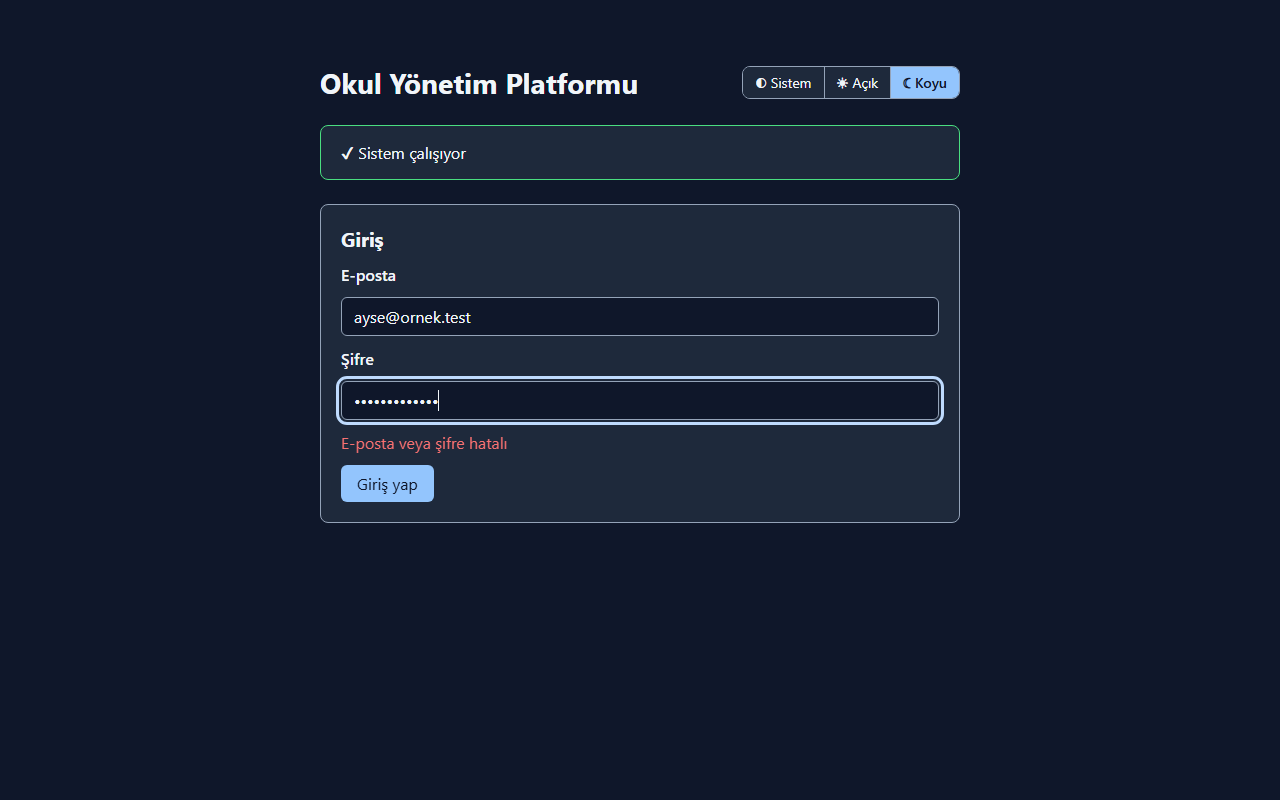 Okul Yönetim Platformu
◐ Sistem ☀ Açık ☾ Koyu
✓ Sistem çalışıyor
Giriş
E-posta
ayse@ornek.test
Şifre
•••••••••••••
E-posta veya şifre hatalı
Giriş yap